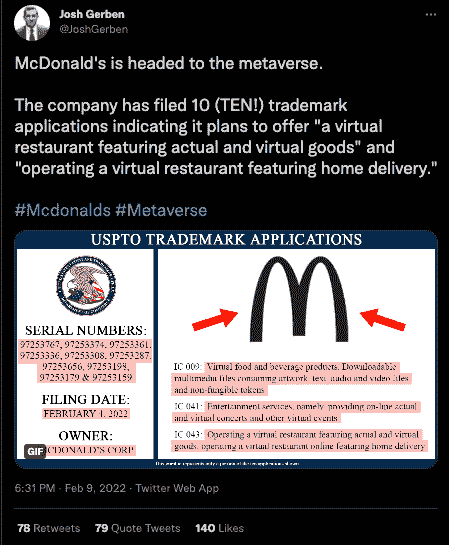 Josh Gerben
@JoshGerben
McDonald's is headed to the metaverse.
The company has filed 10 (TEN!) trademark
applications indicating it plans to offer "a virtual
restaurant featuring actual and virtual goods" and
"operating a virtual restaurant featuring home delivery."
#Mcdonalds #Metaverse
USPTO TRADEMARK APPLICATIONS
SERIAL NUMBERS:
97253767, 97253374, 97253361,
97253336, 97253308, 97253287,
97253656, 97253198,
97253179 & 97253159
FILING DATE:
FEBRUARY 4, 2022
OWNER:
GIF
CDONALD'S CORP
IC 009: Virtual food and beverage products. Downloadable
multimedia files containing artwork, text, audio and video files
and non-fungible tokens
IC 041: Entertainment services, namely, providing on-line actual
and virtual concerts and other virtual events
IC 043: Operating a virtual restaurant featuring actual and virtual
goods, operating a virtual restaurant online featuring home delivery
6:31 PM · Feb 9, 2022 · Twitter Web App
78 Retweets 79 Quote Tweets 140 Likes